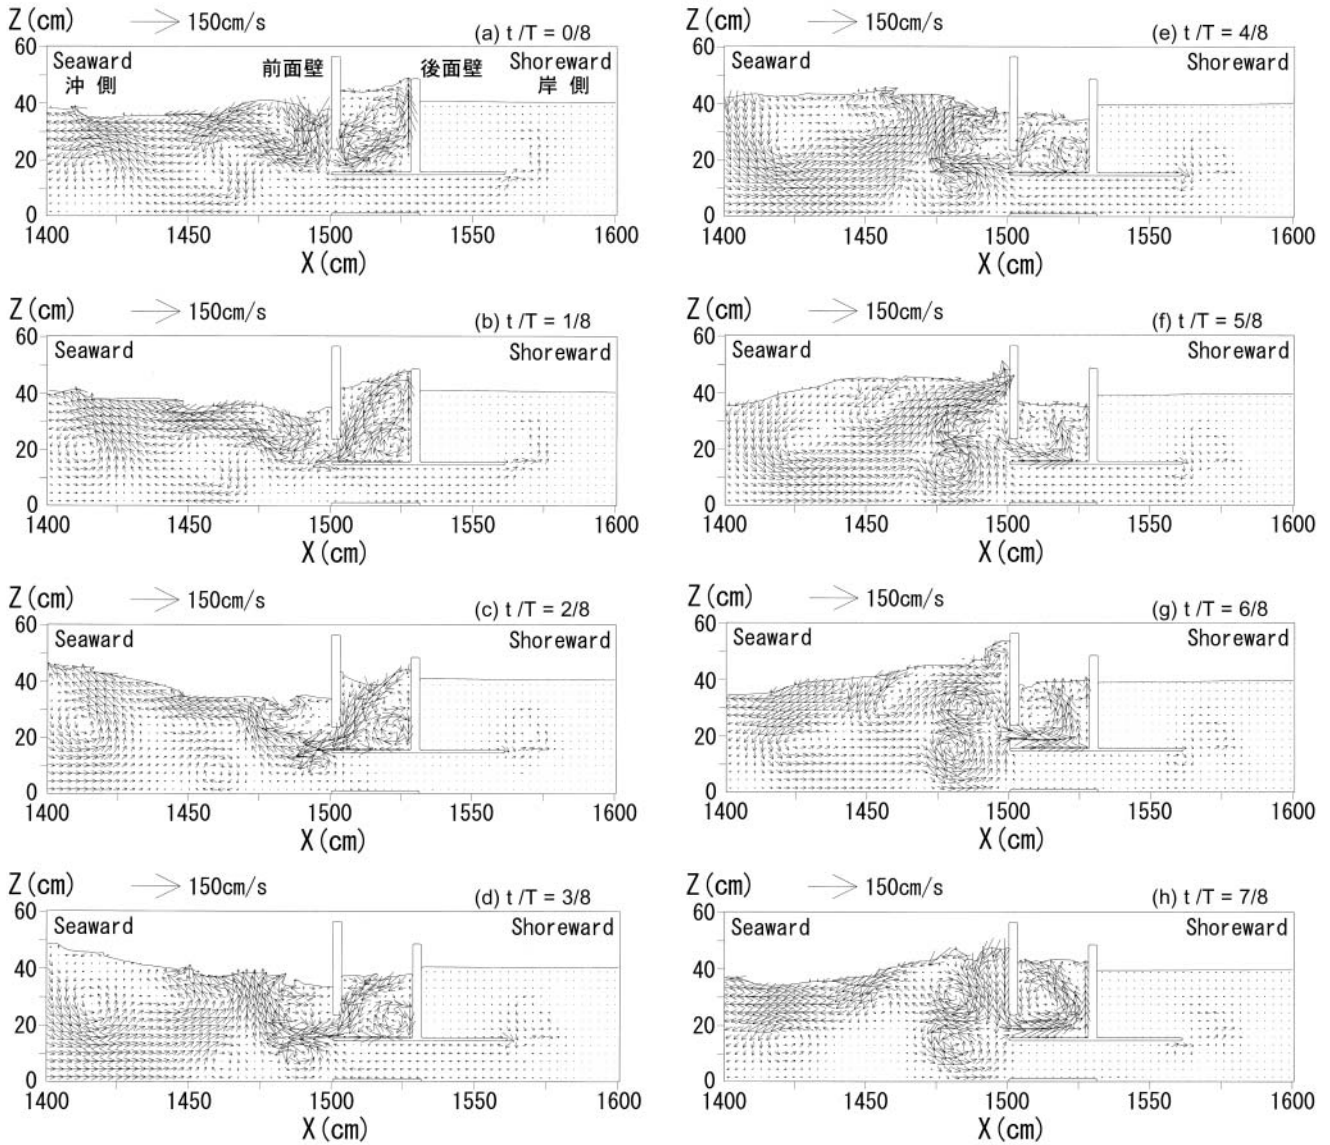 Z(cm)
150cm/s
(a) t /T = 0/8
60
Seaward
沖 側
前面壁
後面壁
Shoreward
岸 側
40
20
0
1400
1450
1500
1550
1600
X(cm)
Z(cm)
150cm/s
(b) t /T = 1/8
60
Seaward
Shoreward
40
20
0
1400
1450
1500
1550
1600
X(cm)
Z(cm)
150cm/s
(c) t /T = 2/8
60
Seaward
Shoreward
40
20
0
1400
1450
1500
1550
1600
X(cm)
Z(cm)
150cm/s
(d) t /T = 3/8
60
Seaward
Shoreward
40
20
0
1400
1450
1500
1550
1600
X(cm)
Z(cm)
150cm/s
(e) t /T = 4/8
60
Seaward
Shoreward
40
20
0
1400
1450
1500
1550
1600
X(cm)
Z(cm)
150cm/s
(f) t /T = 5/8
60
Seaward
Shoreward
40
20
0
1400
1450
1500
1550
1600
X(cm)
Z(cm)
150cm/s
(g) t /T = 6/8
60
Seaward
Shoreward
40
20
0
1400
1450
1500
1550
1600
X(cm)
Z(cm)
150cm/s
(h) t /T = 7/8
60
Seaward
Shoreward
40
20
0
1400
1450
1500
1550
1600
X(cm)